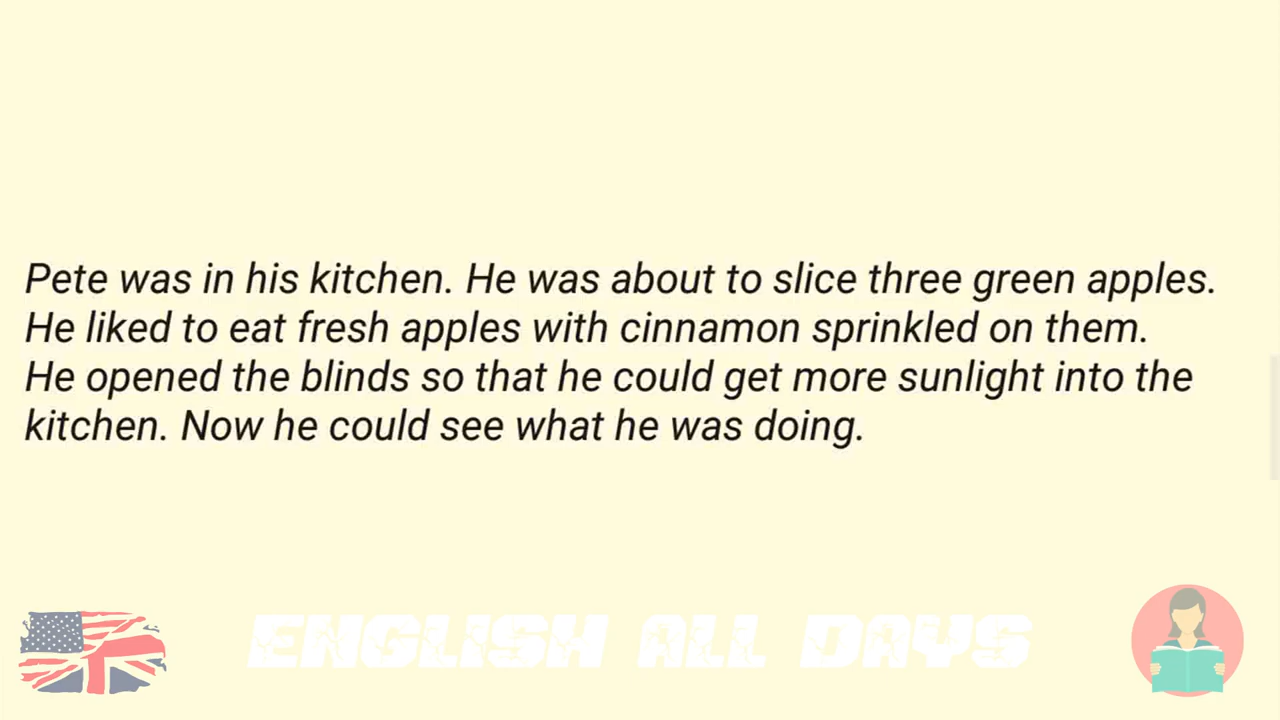 Pete was in his kitchen. He was about to slice three green apples.
He liked to eat fresh apples with cinnamon sprinkled on them.
He opened the blinds so that he could get more sunlight into the
kitchen. Now he could see what he was doing.
ENGLISH ALL DAYS